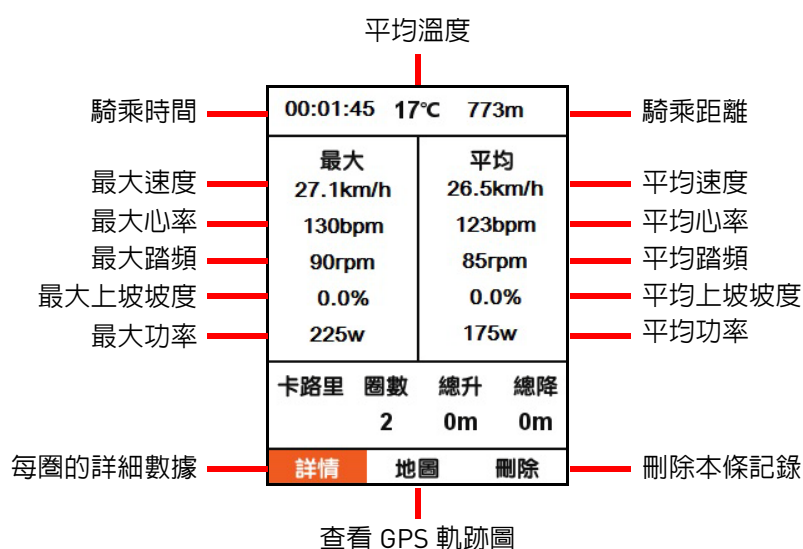 平均溫度
騎乘時間 00:01:45 17℃ 773m 騎乘距離
最大 平均
最大速度 27.1km/h 26.5km/h 平均速度
最大心率 130bpm 123bpm 平均心率
最大踏頻 90rpm 85rpm 平均踏頻
最大上坡坡度 0.0% 0.0% 平均上坡坡度
最大功率 225w 175w 平均功率
卡路里 圈數 總升 總降
2 0m 0m
每圈的詳細數據 詳情 地圖 刪除 刪除本條記錄
查看 GPS 軌跡圖